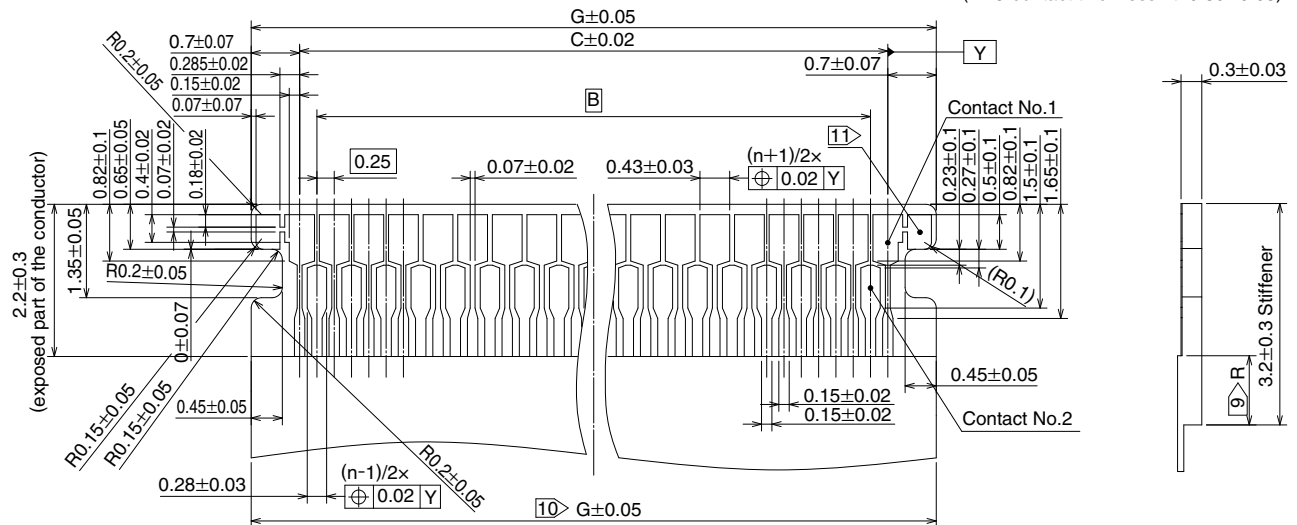 G±0.05
0.7±0.07
C±0.02
Y
0.285±0.02
0.7±0.07
0.3±0.03
R0.2±0.05
0.15±0.02
B
0.07±0.07
Contact No.1
11
0.82±0.1
0.65±0.05
0.4±0.02
0.07±0.02
0.18±0.02
0.25
0.07±0.02
0.43±0.03
(n+1)/2×
0.02 Y
0.23±0.1
0.27±0.1
0.5±0.1
0.82±0.1
1.5±0.1
1.65±0.1
2.2±0.3
(exposed part of the conductor)
1.35±0.05
R0.2±0.05
0±0.07
(R0.1)
3.2±0.3 Stiffener
9 R
R0.15±0.05
R0.15±0.05
0.45±0.05
0.45±0.05
0.15±0.02
0.15±0.02
Contact No.2
0.28±0.03
(n-1)/2×
0.02 Y
R0.2±0.05
10 G±0.05